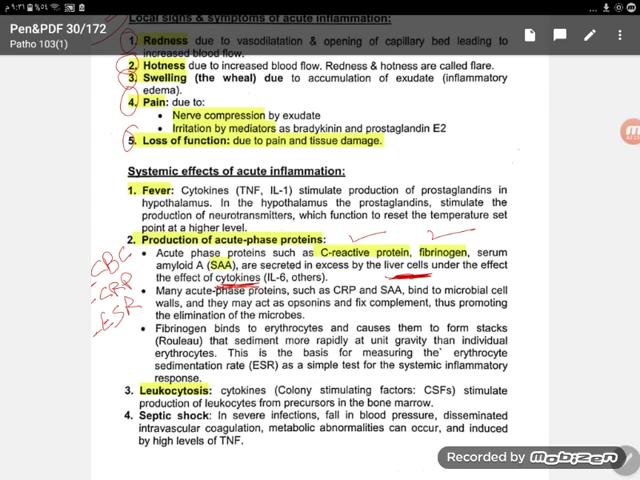 م ٩:٢١
٥٤٪
Pen&PDF 30/172
Patho 103(1)
Local signs & symptoms of acute inflammation:
1. Redness due to vasodilatation & opening of capillary bed leading to
increased blood flow.
2. Hotness due to increased blood flow. Redness & hotness are called flare.
3. Swelling (the wheal) due to accumulation of exudate (inflammatory
edema).
4. Pain: due to:
• Nerve compression by exudate
• Irritation by mediators as bradykinin and prostaglandin E2
5. Loss of function: due to pain and tissue damage.
Systemic effects of acute inflammation:
1. Fever: Cytokines (TNF, IL-1) stimulate production of prostaglandins in
hypothalamus. In the hypothalamus the prostaglandins, stimulate
the production of neurotransmitters, which function to reset the temperature set
point at a higher level.
2. Production of acute-phase proteins:
• Acute phase proteins such as C-reactive protein, fibrinogen, serum
amyloid A (SAA), are secreted in excess by the liver cells under the effect
the effect of cytokines (IL-6, others).
• Many acute-phase proteins, such as CRP and SAA, bind to microbial cell
walls, and they may act as opsonins and fix complement, thus promoting
the elimination of the microbes.
• Fibrinogen binds to erythrocytes and causes them to form stacks
(Rouleau) that sediment more rapidly at unit gravity than individual
erythrocytes. This is the basis for measuring the erythrocyte
sedimentation rate (ESR) as a simple test for the systemic inflammatory
response.
CBC
CRP
ESR
3. Leukocytosis: cytokines (Colony stimulating factors: CSFs) stimulate
production of leukocytes from precursors in the bone marrow.
4. Septic shock: In severe infections, fall in blood pressure, disseminated
intravascular coagulation, metabolic abnormalities can occur, and induced
by high levels of TNF.
Recorded by Mobizen